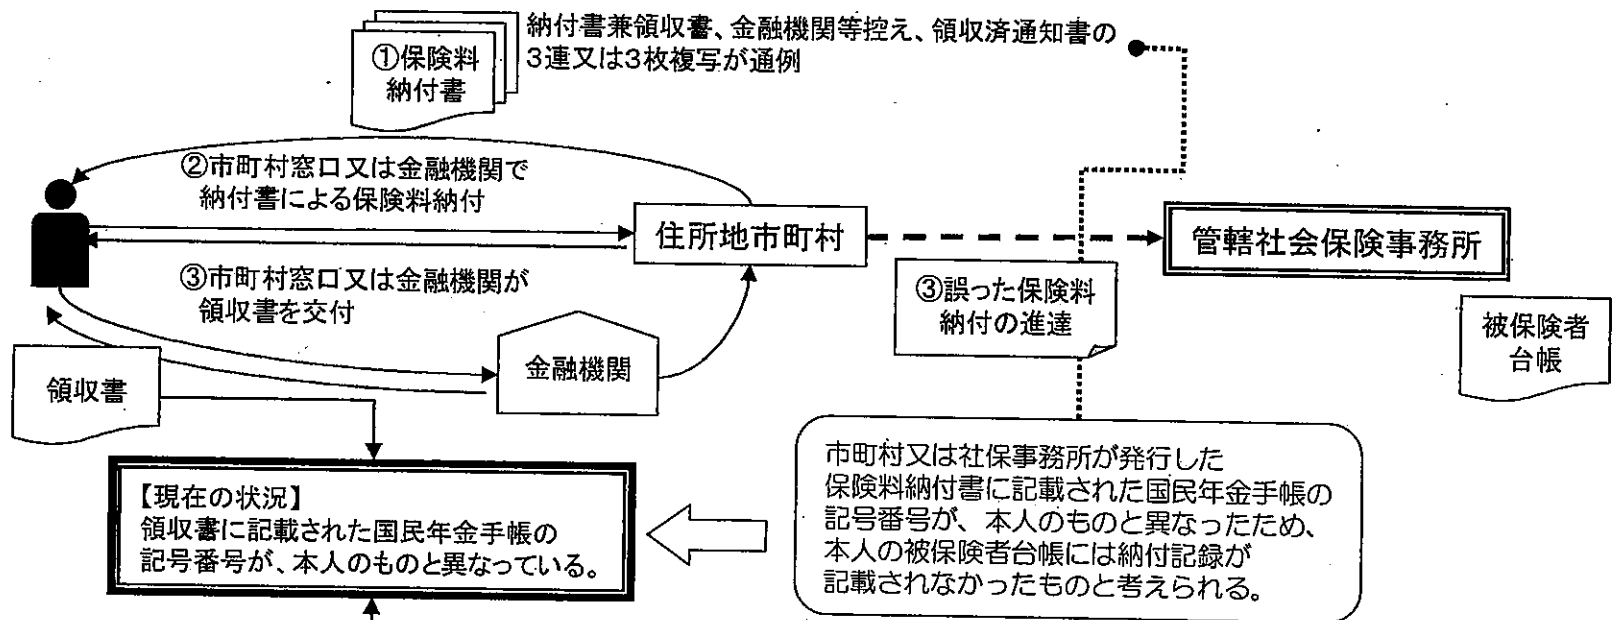 納付書兼領収書、金融機関等控え、領収済通知書の
3連又は3枚複写が通例
①保険料
納付書
②市町村窓口又は金融機関で
納付書による保険料納付
住所地市町村
管轄社会保険事務所
③市町村窓口又は金融機関が
領収書を交付
③誤った保険料
納付の進達
被保険者
台帳
金融機関
領収書
【現在の状況】
領収書に記載された国民年金手帳の
記号番号が、本人のものと異なっている。
市町村又は社保事務所が発行した
保険料納付書に記載された国民年金手帳の
記号番号が、本人のものと異なったため、
本人の被保険者台帳には納付記録が
記載されなかったものと考えられる。